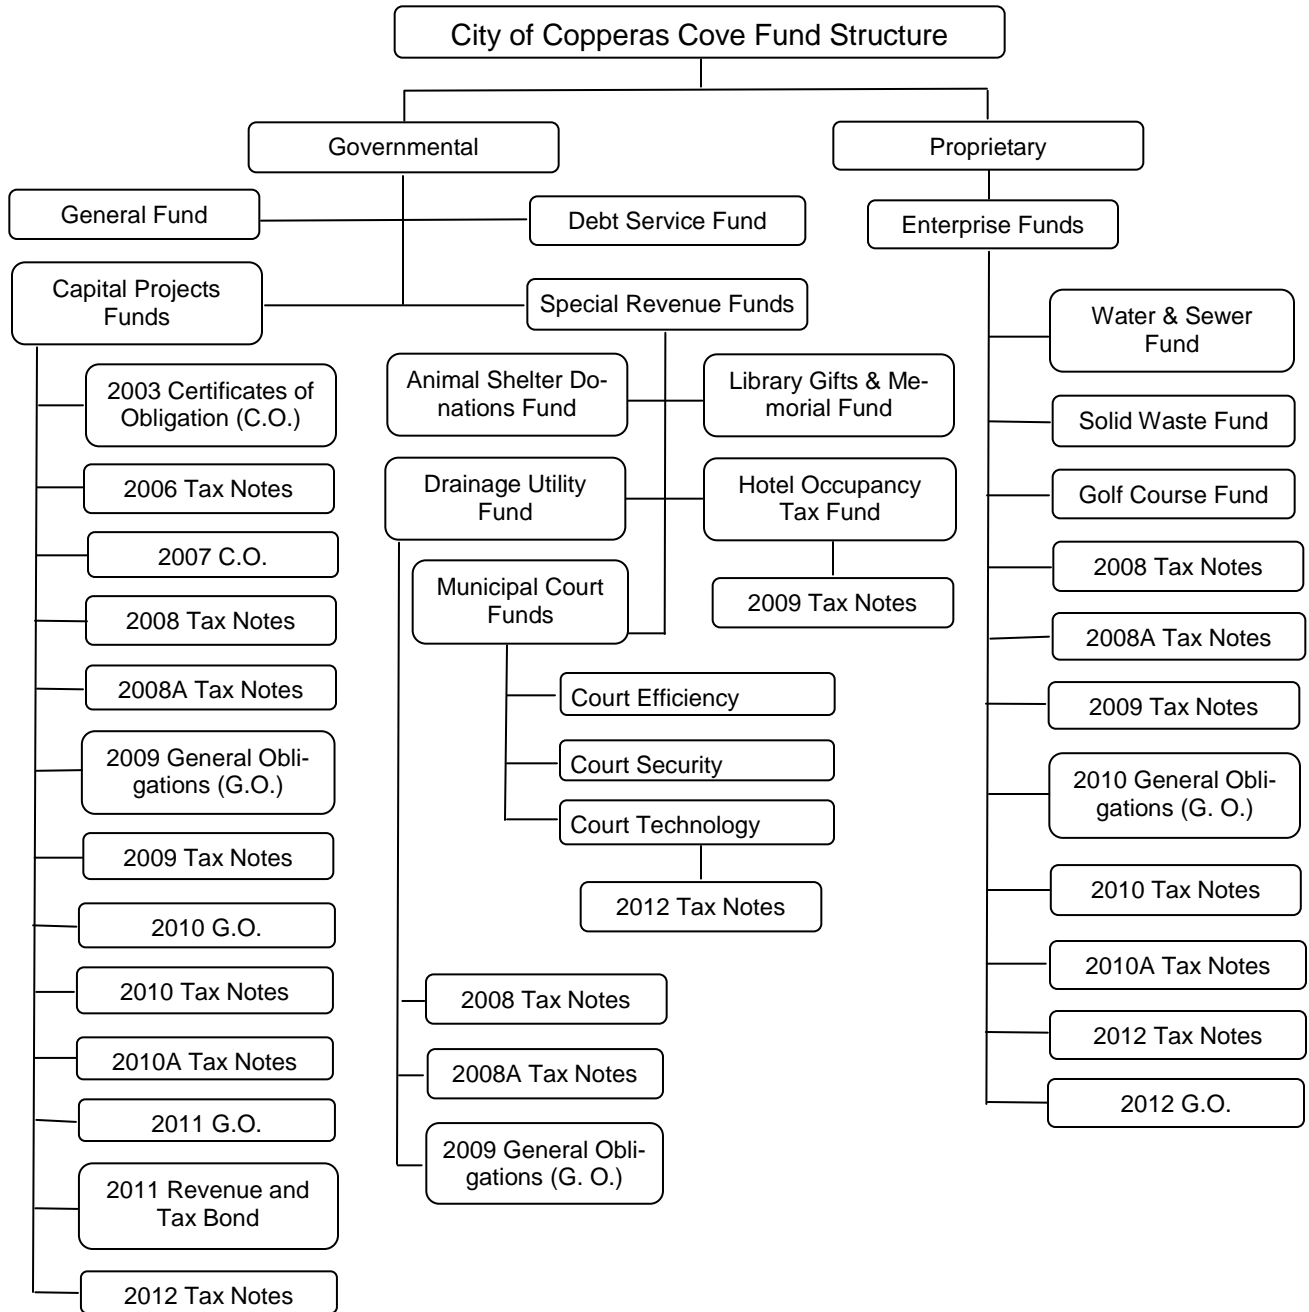 City of Copperas Cove Fund Structure
Governmental
Proprietary
General Fund
Debt Service Fund
Enterprise Funds
Capital Projects
Funds
Special Revenue Funds
2003 Certificates of
Obligation (C.O.)
2006 Tax Notes
2007 C.O.
2008 Tax Notes
2008A Tax Notes
2009 General Obli-
gations (G.O.)
2009 Tax Notes
2010 G.O.
2010 Tax Notes
2010A Tax Notes
2011 G.O.
2011 Revenue and
Tax Bond
2012 Tax Notes
Animal Shelter Do-
nations Fund
Library Gifts & Me-
morial Fund
Drainage Utility
Fund
Hotel Occupancy
Tax Fund
2009 Tax Notes
Municipal Court
Funds
Court Efficiency
Court Security
Court Technology
2012 Tax Notes
2008 Tax Notes
2008A Tax Notes
2009 General Obli-
gations (G. O.)
Water & Sewer
Fund
Solid Waste Fund
Golf Course Fund
2008 Tax Notes
2008A Tax Notes
2009 Tax Notes
2010 General Obli-
gations (G. O.)
2010 Tax Notes
2010A Tax Notes
2012 Tax Notes
2012 G.O.